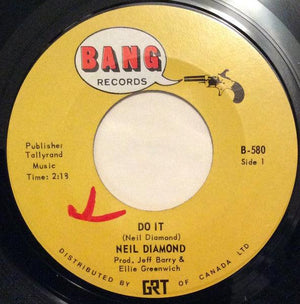 BANG
RECORDS
Publisher
Tallyrand
Music
Time: 2:13
B-580
Side 1
DO IT
(Neil Diamond)
NEIL DIAMOND
Prod. Jeff Barry &
Ellie Greenwich
DISTRIBUTED BY GRT OF CANADA LTD